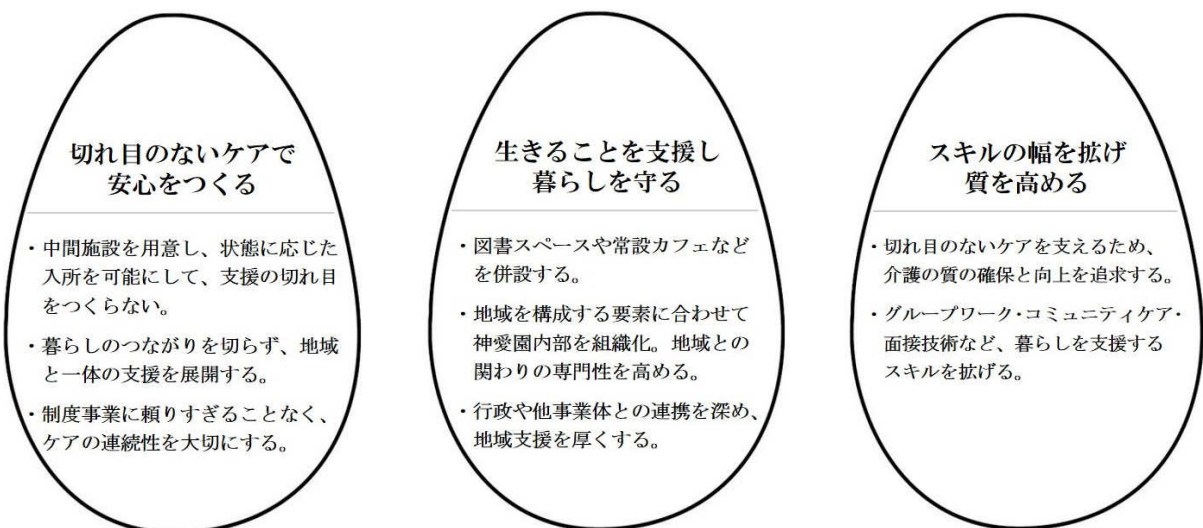 切れ目のないケアで
安心をつくる
・中間施設を用意し、状態に応じた
入所を可能にして、支援の切れ目
をつくらない。
・暮らしのつながりを切らず、地域
と一体の支援を展開する。
・制度事業に頼りすぎることなく、
ケアの連続性を大切にする。
生きることを支援し
暮らしを守る
・図書スペースや常設カフェなど
を併設する。
・地域を構成する要素に合わせて
神愛園内部を組織化。地域との
関わりの専門性を高める。
・行政や他事業体との連携を深め、
地域支援を厚くする。
スキルの幅を拡げ
質を高める
・切れ目のないケアを支えるため、
介護の質の確保と向上を追求する。
・グループワーク・コミュニティケア・
面接技術など、暮らしを支援する
スキルを拡げる。